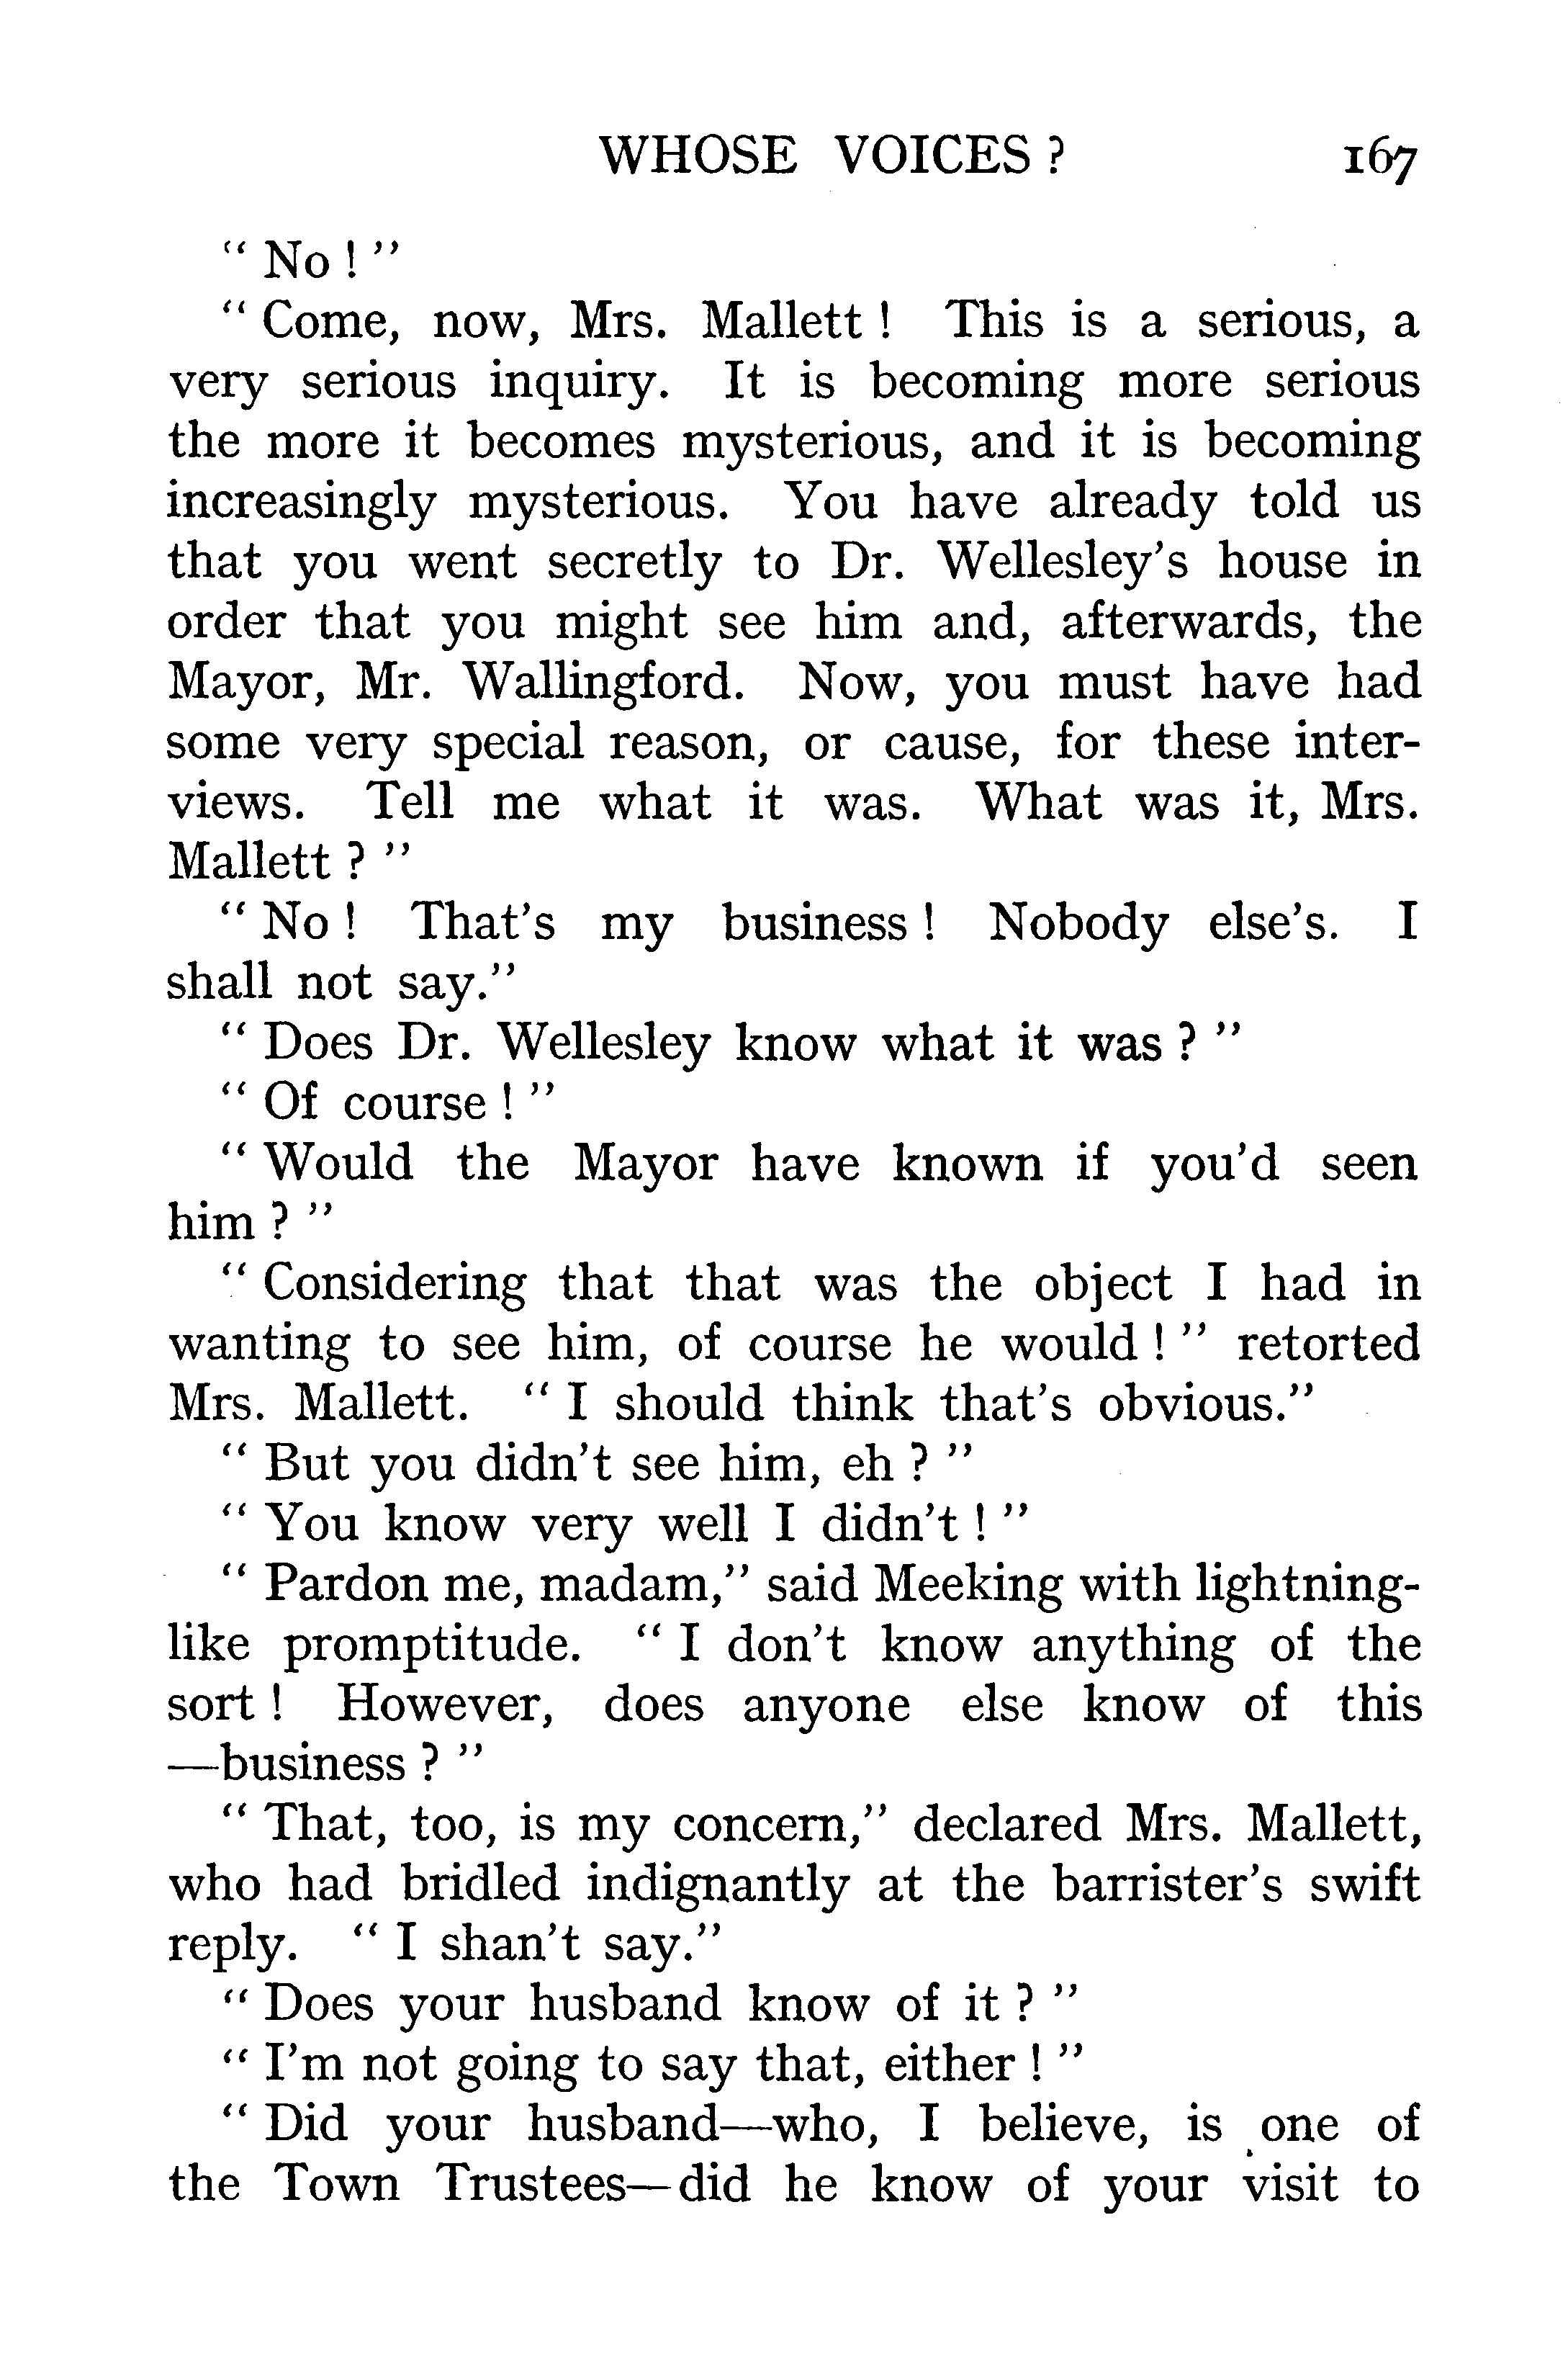 WHOSE VOICES ? 167
" No ! "
" Come, now, Mrs. Mallett ! This is a serious, a
very serious inquiry. It is becoming more serious
the more it becomes mysterious, and it is becoming
increasingly mysterious. You have already told us
that you went secretly to Dr. Wellesley's house in
order that you might see him and, afterwards, the
Mayor, Mr. Wallingford. Now, you must have had
some very special reason, or cause, for these inter-
views. Tell me what it was. What was it, Mrs.
Mallett ? "
" No ! That's my business ! Nobody else's. I
shall not say."
" Does Dr. Wellesley know what it was ? "
" Of course ! "
" Would the Mayor have known if you'd seen
him ? "
" Considering that that was the object I had in
wanting to see him, of course he would ! " retorted
Mrs. Mallett. " I should think that's obvious."
" But you didn't see him, eh ? "
" You know very well I didn't ! "
" Pardon me, madam," said Meeking with lightning-
like promptitude. " I don't know anything of the
sort ! However, does anyone else know of this
—business ? "
" That, too, is my concern," declared Mrs. Mallett,
who had bridled indignantly at the barrister's swift
reply. " I shan't say."
" Does your husband know of it ? "
" I'm not going to say that, either ! "
" Did your husband—who, I believe, is one of
the Town Trustees—did he know of your visit to